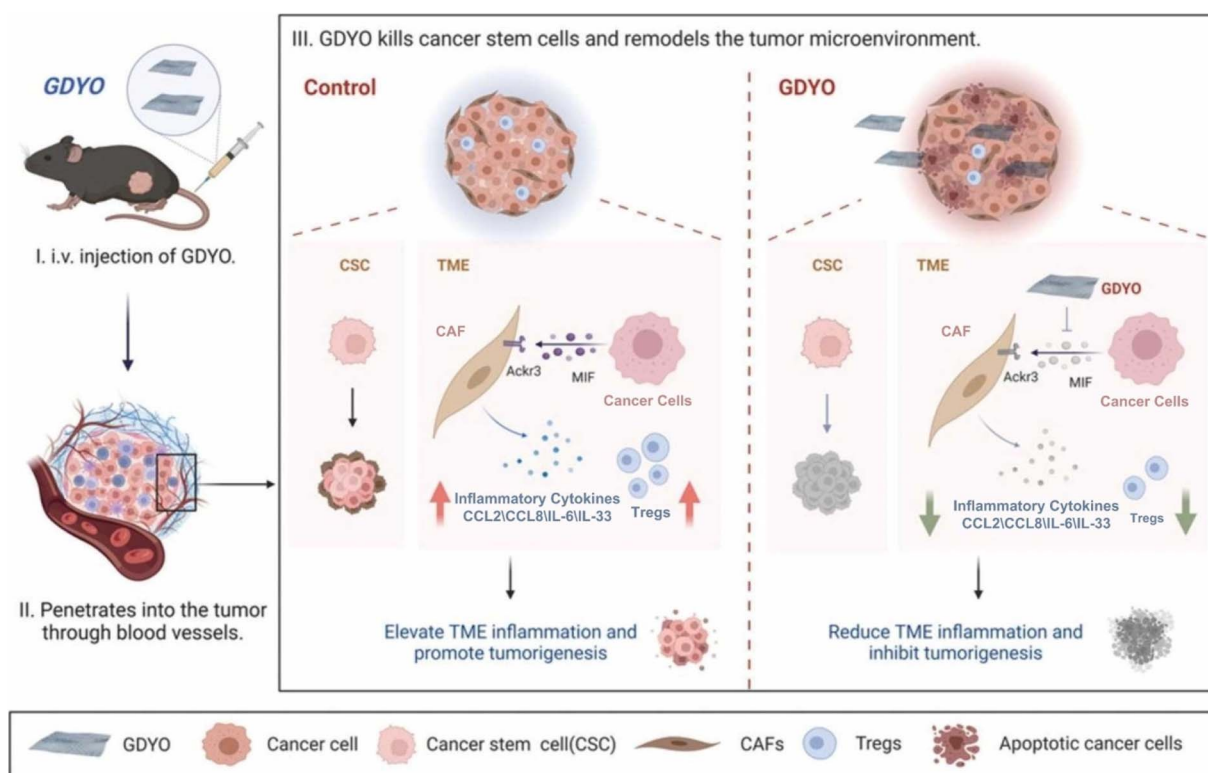 GDYO
I. i.v. injection of GDYO.
II. Penetrates into the tumor
through blood vessels.
III. GDYO kills cancer stem cells and remodels the tumor microenvironment.
Control
CSC
TME
CAF
Ackr3
MIF
Cancer Cells
Inflammatory Cytokines
CCL2\CCL8\IL-6\IL-33
Tregs
Elevate TME inflammation and
promote tumorigenesis
GDYO
CSC
TME
GDYO
CAF
Ackr3
MIF
Cancer Cells
Inflammatory Cytokines
CCL2\CCL8\IL-6\IL-33
Tregs
Reduce TME inflammation and
inhibit tumorigenesis
GDYO
Cancer cell
Cancer stem cell(CSC)
CAFs
Tregs
Apoptotic cancer cells